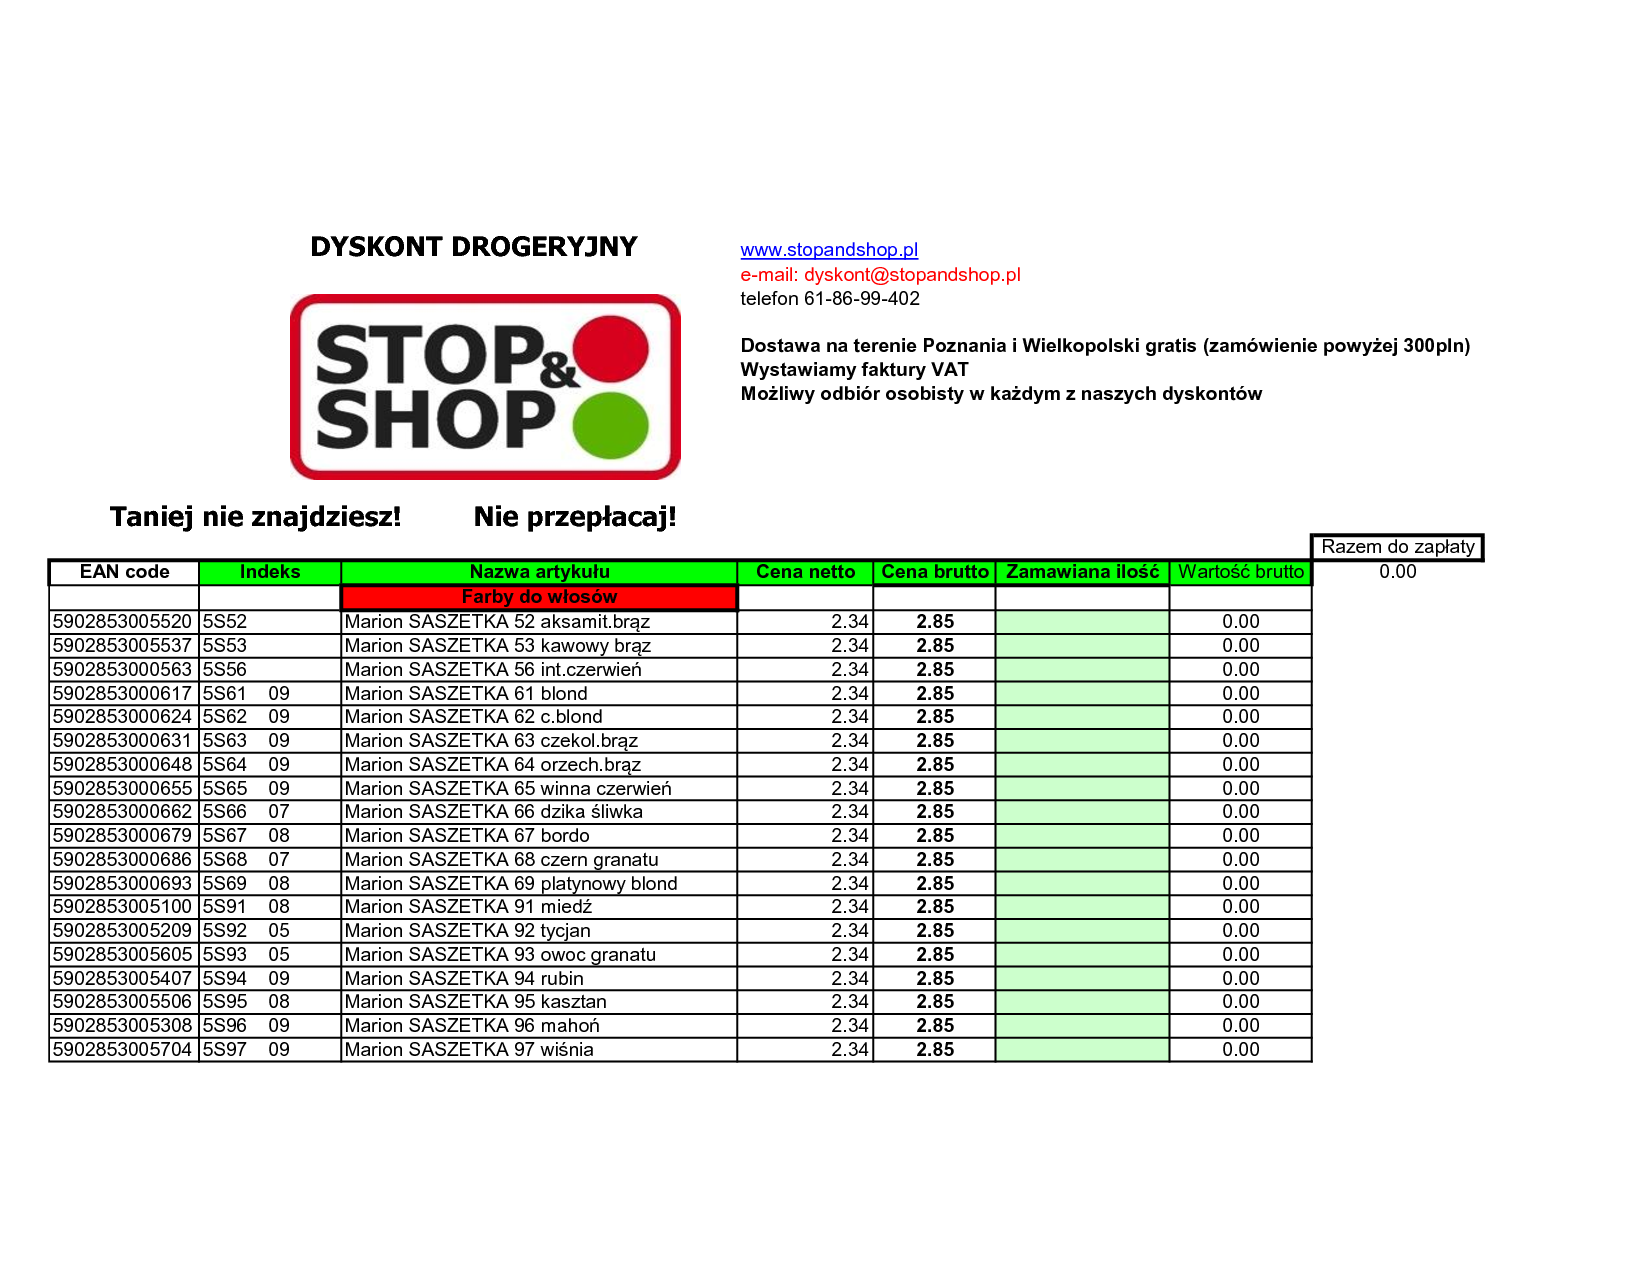 DYSKONT DROGERYJNY
www.stopandshop.pl
e-mail: dyskont@stopandshop.pl
telefon 61-86-99-402
STOP&
SHOP
Dostawa na terenie Poznania i Wielkopolski gratis (zamówienie powyżej 300pln)
Wystawiamy faktury VAT
Możliwy odbiór osobisty w każdym z naszych dyskontów
Taniej nie znajdziesz! Nie przepłacaj!
Razem do zapłaty
EAN code Indeks Nazwa artykułu Cena netto Cena brutto Zamawiana ilość Wartość brutto 0.00
Farby do włosów
5902853005520 5S52 Marion SASZETKA 52 aksamit.brąz 2.34 2.85 0.00
5902853005537 5S53 Marion SASZETKA 53 kawowy brąz 2.34 2.85 0.00
5902853000563 5S56 Marion SASZETKA 56 int.czerwień 2.34 2.85 0.00
5902853000617 5S61 09 Marion SASZETKA 61 blond 2.34 2.85 0.00
5902853000624 5S62 09 Marion SASZETKA 62 c.blond 2.34 2.85 0.00
5902853000631 5S63 09 Marion SASZETKA 63 czekol.brąz 2.34 2.85 0.00
5902853000648 5S64 09 Marion SASZETKA 64 orzech.brąz 2.34 2.85 0.00
5902853000655 5S65 09 Marion SASZETKA 65 winna czerwień 2.34 2.85 0.00
5902853000662 5S66 07 Marion SASZETKA 66 dzika śliwka 2.34 2.85 0.00
5902853000679 5S67 08 Marion SASZETKA 67 bordo 2.34 2.85 0.00
5902853000686 5S68 07 Marion SASZETKA 68 czern granatu 2.34 2.85 0.00
5902853000693 5S69 08 Marion SASZETKA 69 platynowy blond 2.34 2.85 0.00
5902853005100 5S91 08 Marion SASZETKA 91 miedź 2.34 2.85 0.00
5902853005209 5S92 05 Marion SASZETKA 92 tycjan 2.34 2.85 0.00
5902853005605 5S93 05 Marion SASZETKA 93 owoc granatu 2.34 2.85 0.00
5902853005407 5S94 09 Marion SASZETKA 94 rubin 2.34 2.85 0.00
5902853005506 5S95 08 Marion SASZETKA 95 kasztan 2.34 2.85 0.00
5902853005308 5S96 09 Marion SASZETKA 96 mahoń 2.34 2.85 0.00
5902853005704 5S97 09 Marion SASZETKA 97 wiśnia 2.34 2.85 0.00